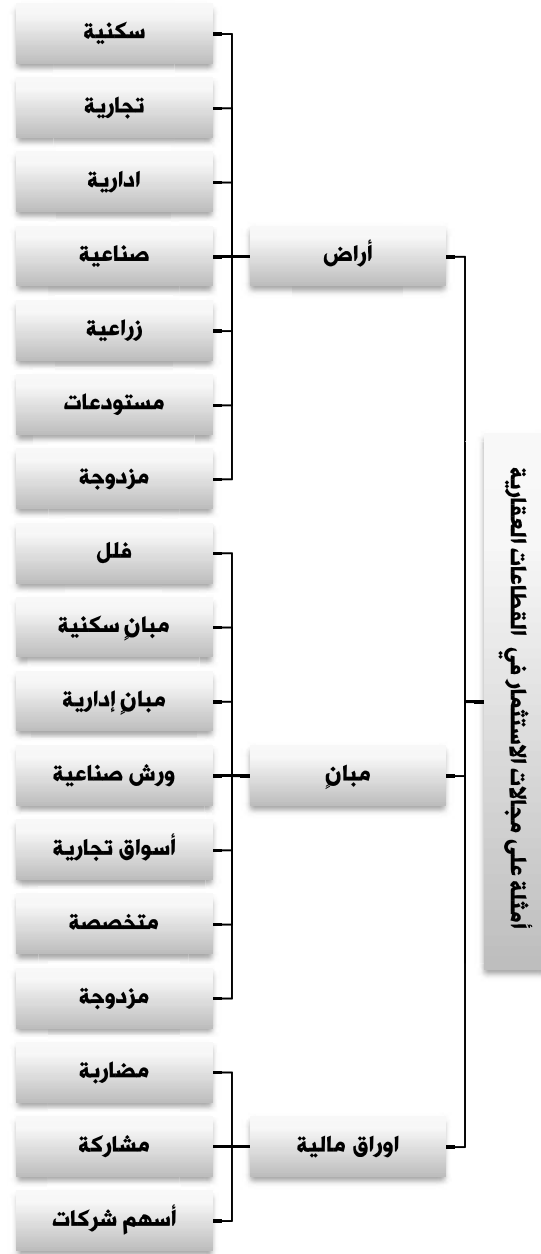 أمثلة على مجالات الاستثمار في القطاعات العقارية
أراض
سكنية
تجارية
ادارية
صناعية
زراعية
مستودعات
مزدوجة
مبانٍ
فلل
مبانٍ سكنية
مبانٍ إدارية
ورش صناعية
أسواق تجارية
متخصصة
مزدوجة
اوراق مالية
مضاربة
مشاركة
أسهم شركات